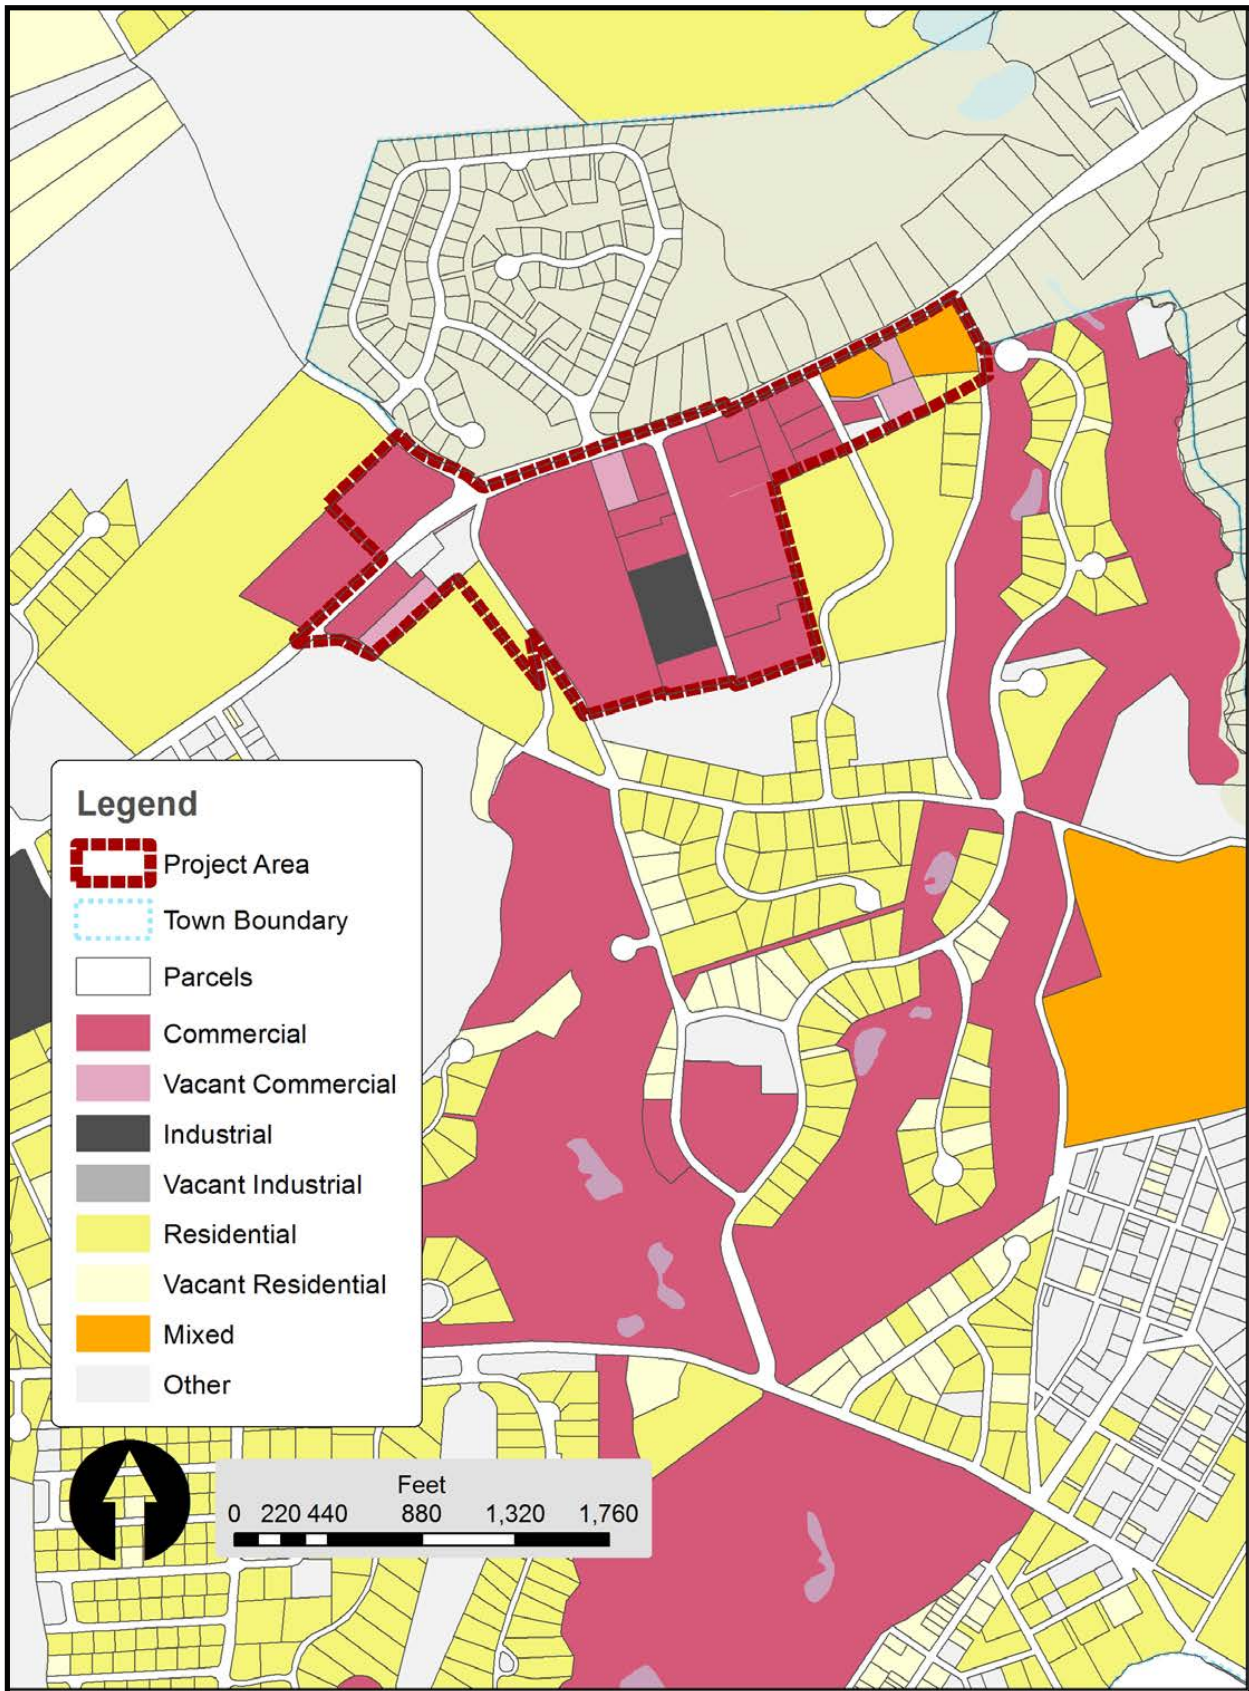 Legend
Project Area
Town Boundary
Parcels
Commercial
Vacant Commercial
Industrial
Vacant Industrial
Residential
Vacant Residential
Mixed
Other
Feet
0 220 440 880 1,320 1,760